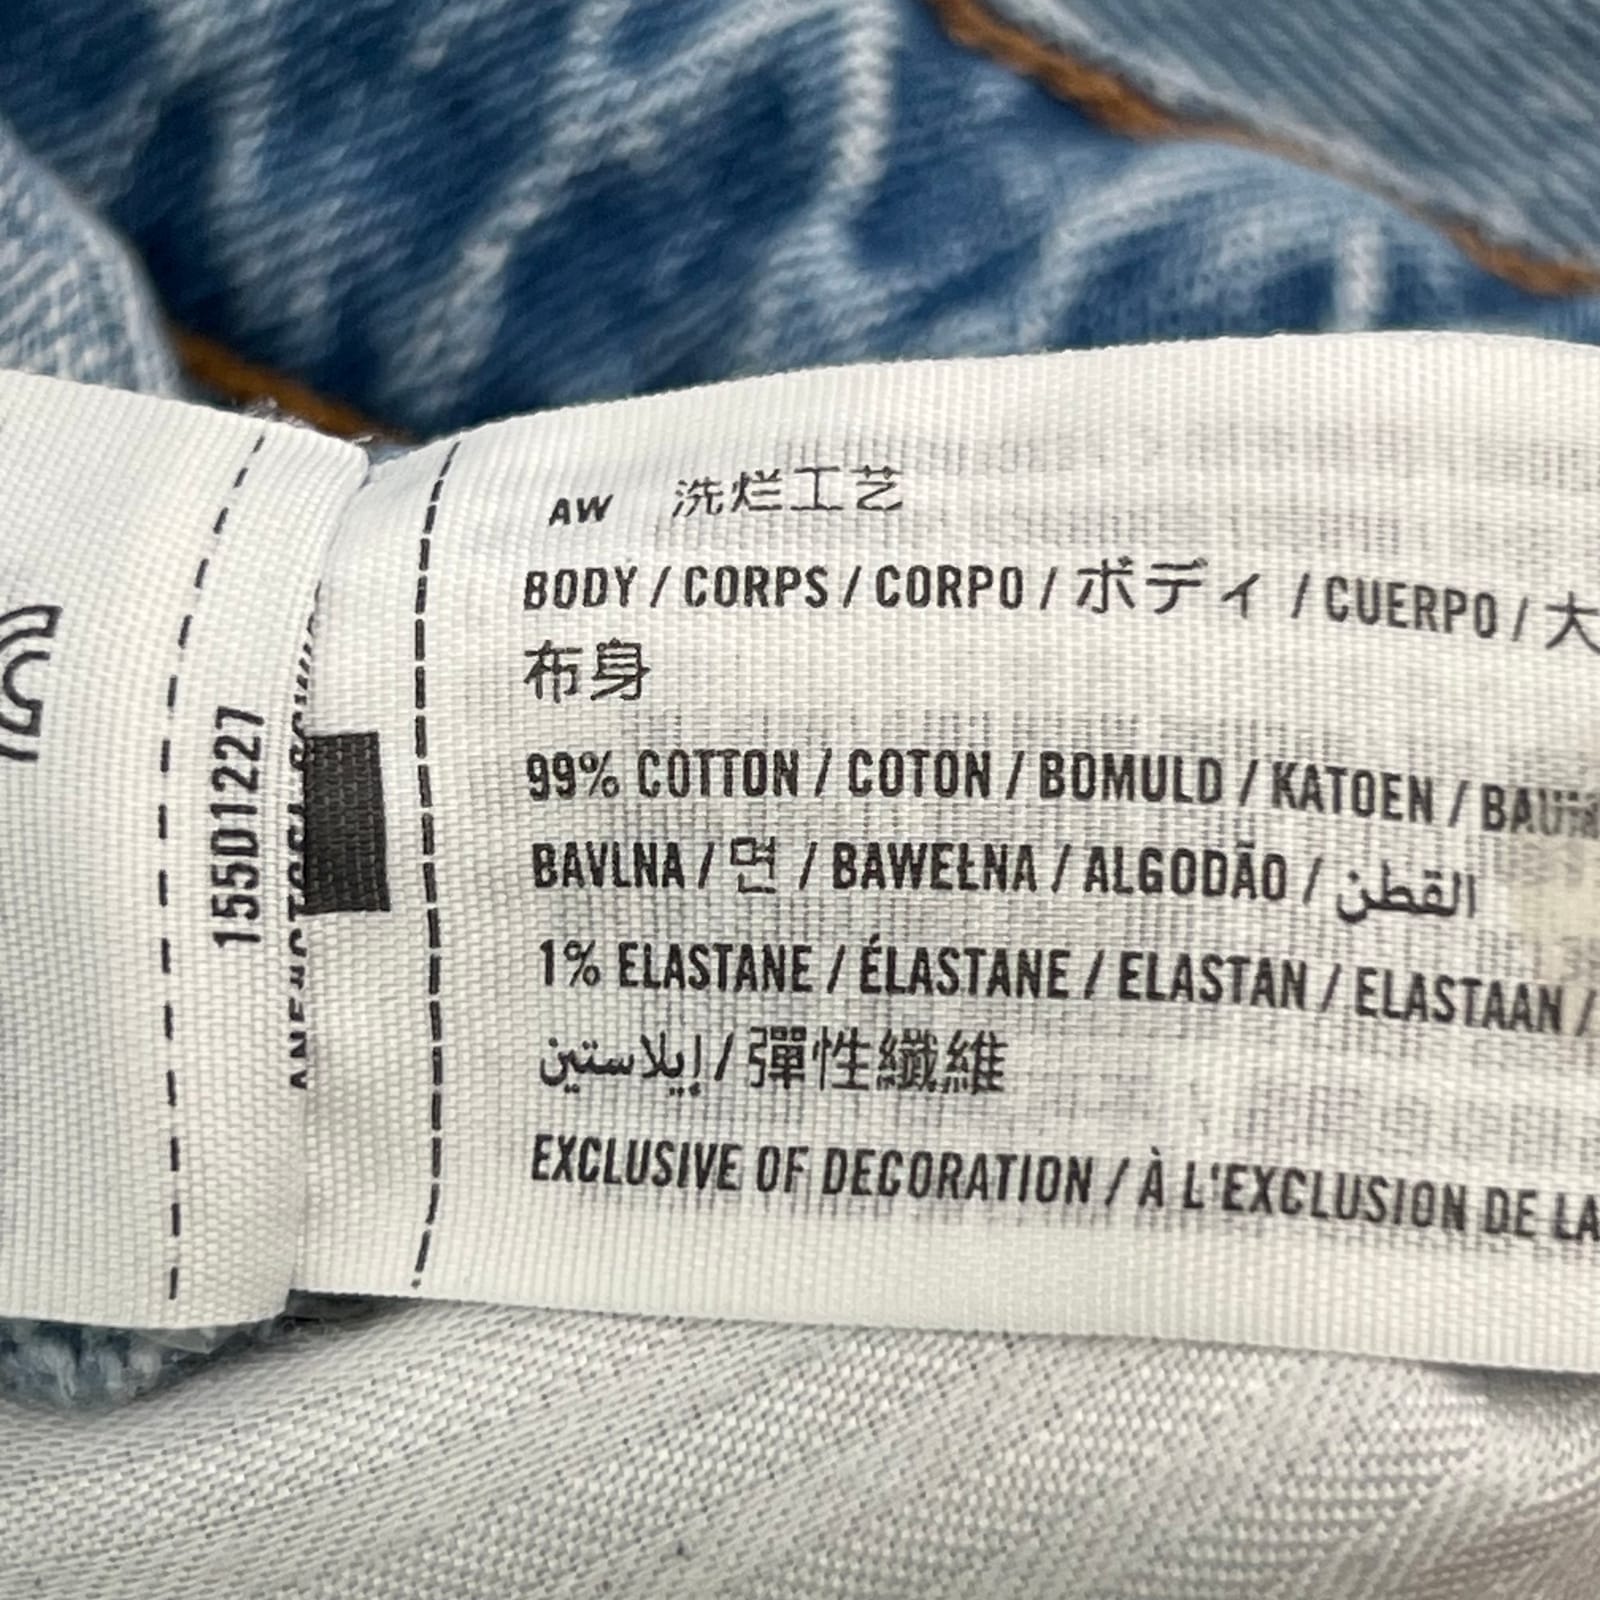 AW 洗烂工艺
BODY / CORPS / CORPO / ボディ / CUERPO / 大
布身
99% COTTON / COTON / BOMULD / KATOEN /
BAVLNA / 면 / BAWEŁNA / ALGODÃO / القطن
1% ELASTANE / ÉLASTANE / ELASTAN / ELASTAAN /
إيلاستين / 彈性纖維
EXCLUSIVE OF DECORATION / À L'EXCLUSION DE LA
155D1227